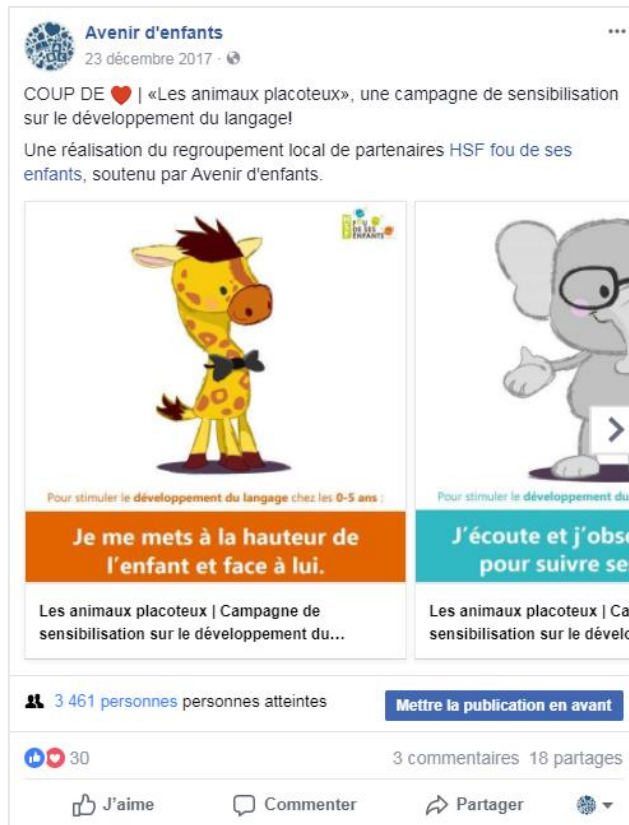 Avenir d'enfants
23 décembre 2017 ·
COUP DE ❤ | «Les animaux placoteux», une campagne de sensibilisation
sur le développement du langage!
Une réalisation du regroupement local de partenaires HSF fou de ses
enfants, soutenu par Avenir d'enfants.
FOU
DE SES
ENFANTS
Pour stimuler le développement du langage chez les 0-5 ans :
Je me mets à la hauteur de
l'enfant et face à lui.
Les animaux placoteux | Campagne de
sensibilisation sur le développement du...
Pour stimuler le développement du
J'écoute et j'obse
pour suivre se
Les animaux placoteux | Ca
sensibilisation sur le dévelo
3 461 personnes personnes atteintes
Mettre la publication en avant
30
3 commentaires 18 partages
J'aime
Commenter
Partager